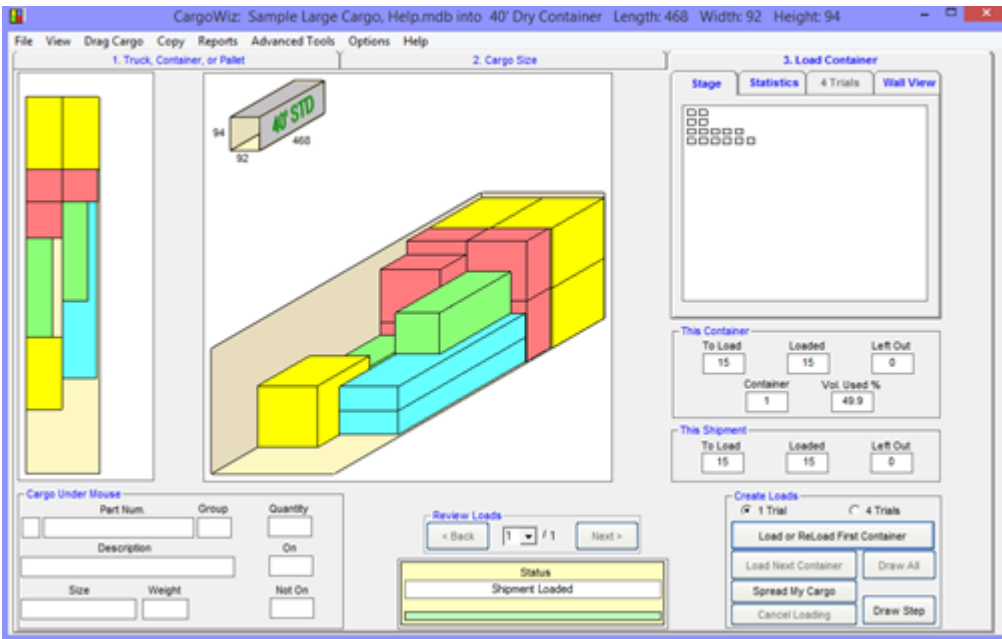 CargoWiz: Sample Large Cargo, Help.mdb into 40' Dry Container Length: 468 Width: 92 Height: 94
File View Drag Cargo Copy Reports Advanced Tools Options Help
1. Truck, Container, or Pallet
2. Cargo Size
3. Load Container
Stage Statistics 4 Trials Wall View
40' STD
94
92
468
This Container
To Load Loaded Left Out
15 15 0
Container Vol. Used %
1 49.9
This Shipment
To Load Loaded Left Out
15 15 0
Cargo Under Mouse
Part Num. Group Quantity
Description On
Size Weight Not On
Review Loads
< Back 1 / 1 Next >
Status
Shipment Loaded
Create Loads
1 Trial 4 Trials
Load or ReLoad First Container
Load Next Container Draw All
Spread My Cargo
Cancel Loading Draw Step